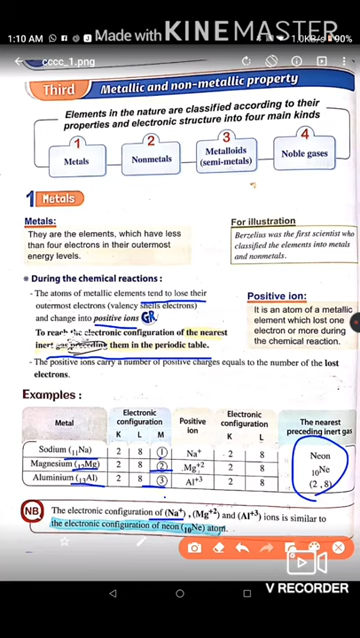 Made with KINEMASTER
1:10 AM
1.0KB/s 90%
cccc_1.png
Third
Metallic and non-metallic property
Elements in the nature are classified according to their
properties and electronic structure into four main kinds
1
Metals
2
Nonmetals
3
Metalloids
(semi-metals)
4
Noble gases
1 Metals
Metals:
They are the elements, which have less
than four electrons in their outermost
energy levels.
For illustration
Berzelius was the first scientist who
classified the elements into metals
and nonmetals.
During the chemical reactions:
- The atoms of metallic elements tend to lose their
outermost electrons (valency shells electrons)
and change into positive ions GR
To reach the electronic configuration of the nearest
inert gas preceding them in the periodic table.
- The positive ions carry a number of positive charges equals to the number of the lost
electrons.
Positive ion:
It is an atom of a metallic
element which lost one
electron or more during
the chemical reaction.
Examples:
Metal
Electronic
configuration
K L M
Positive
ion
Electronic
configuration
K L
The nearest
preceding inert gas
Sodium (₁₁Na) 2 8 1 Na⁺ 2 8
Magnesium (₁₂Mg) 2 8 2 Mg⁺² 2 8
Aluminium (₁₃Al) 2 8 3 Al⁺³ 2 8
Neon
₁₀Ne
(2 , 8)
NB
The electronic configuration of (Na⁺) , (Mg⁺²) and (Al⁺³) ions is similar to
the electronic configuration of neon (₁₀Ne) atom.
V RECORDER